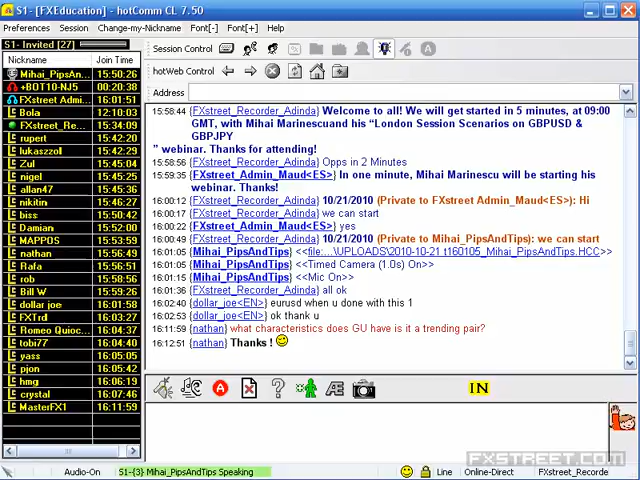 S1- [FXEducation] - hotComm CL 7.50
Preferences Session Change-my-Nickname Font[-] Font[+] Help
S1- Invited [27]
Session Control
Nickname Join Time
Mihai_PipsAn... 15:50:26
+BOT10-NJ5 00:20:38
FXstreet Admi... 16:01:51
Bola 12:10:03
FXstreet_Re... 15:34:09
rupert 15:40:12
lukaszzol 15:45:04
Zul 15:45:04
nigel 15:45:25
allan47 15:45:36
nikitin 15:46:27
biss 15:50:42
Damian 15:52:00
MAPPOS 15:53:59
nathan 15:56:49
Rafa 15:56:51
rob 15:56:58
Bill W 15:59:26
dollar joe 16:01:58
FXTrd 16:03:27
Romeo Quioc... 16:04:37
tobi77 16:04:40
yass 16:05:05
pjon 16:05:42
hmg 16:06:19
crystal 16:07:46
MasterFX1 16:11:59
hotWeb Control
Address
15:58:44 {FXstreet_Recorder_Adinda} Welcome to all! We will get started in 5 minutes, at 09:00
GMT, with Mihai Marinescuand his “London Session Scenarios on GBPUSD &
GBPJPY
” webinar. Thanks for attending!
15:58:56 {FXstreet_Recorder_Adinda} Opps in 2 Minutes
15:59:35 {FXstreet_Admin_Maud<ES>} In one minute, Mihai Marinescu will be starting his
webinar. Thanks!
16:00:12 {FXstreet_Recorder_Adinda} 10/21/2010 (Private to FXstreet Admin_Maud<ES>): Hi
16:00:17 {FXstreet_Recorder_Adinda} we can start
16:00:22 {FXstreet_Admin_Maud<ES>} yes
16:00:49 {FXstreet_Recorder_Adinda} 10/21/2010 (Private to Mihai_PipsAndTips): we can start
16:01:05 {Mihai_PipsAndTips} <<file:...\UPLOADS\2010-10-21 t160105_Mihai_PipsAndTips.HCC>>
16:01:05 {Mihai_PipsAndTips} <<Timed Camera (1.0s) On>>
16:01:15 {Mihai_PipsAndTips} <<Mic On>>
16:01:31 {FXstreet_Recorder_Adinda} all ok
16:02:40 {dollar_joe<EN>} eurusd when u done with this 1
16:02:53 {dollar_joe<EN>} ok thank u
16:11:59 {nathan} what characteristics does GU have is it a trending pair?
16:12:51 {nathan} Thanks !
IN
FXSTREET.COM
Audio-On S1-{3} Mihai_PipsAndTips Speaking Line Online-Direct FXstreet_Recorde